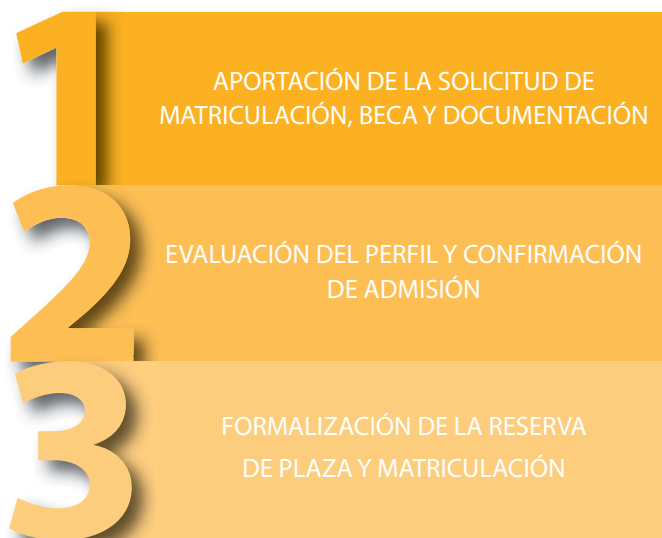 1
APORTACIÓN DE LA SOLICITUD DE
MATRICULACIÓN, BECA Y DOCUMENTACIÓN
2
EVALUACIÓN DEL PERFIL Y CONFIRMACIÓN
DE ADMISIÓN
3
FORMALIZACIÓN DE LA RESERVA
DE PLAZA Y MATRICULACIÓN